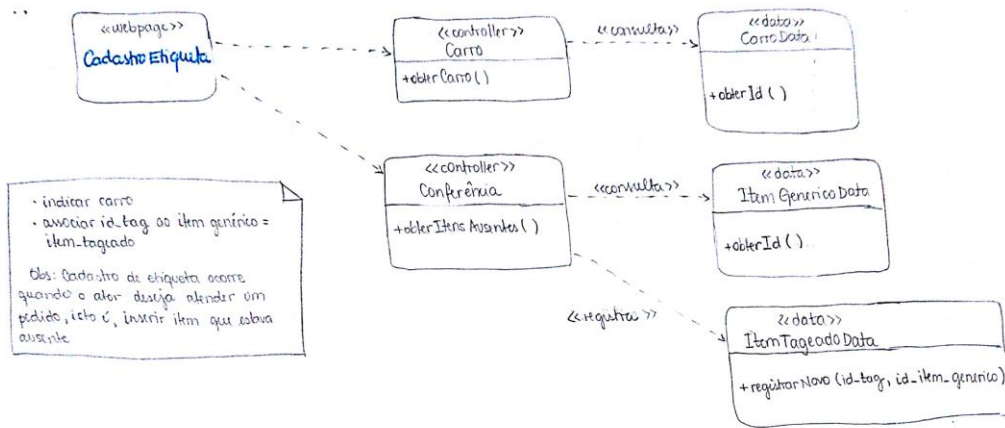 <<webpage>>
Cadastro Etiqueta
<<controller>>
Carro
+obterCarro()
<<consulta>>
<<data>>
CarroData
+obterId()
<<controller>>
Conferência
+obterItensAusentes()
<<consulta>>
<<data>>
ItemGenericoData
+obterId()
<<registra>>
<<data>>
ItemTageadoData
+registrarNovo(id_tag, id_item_generico)
• indicar carro
• associar id_tag ao item genérico =
item_tageado
Obs: Cadastro de etiqueta ocorre
quando o ator deseja atender um
pedido, isto é, inserir item que estava
ausente